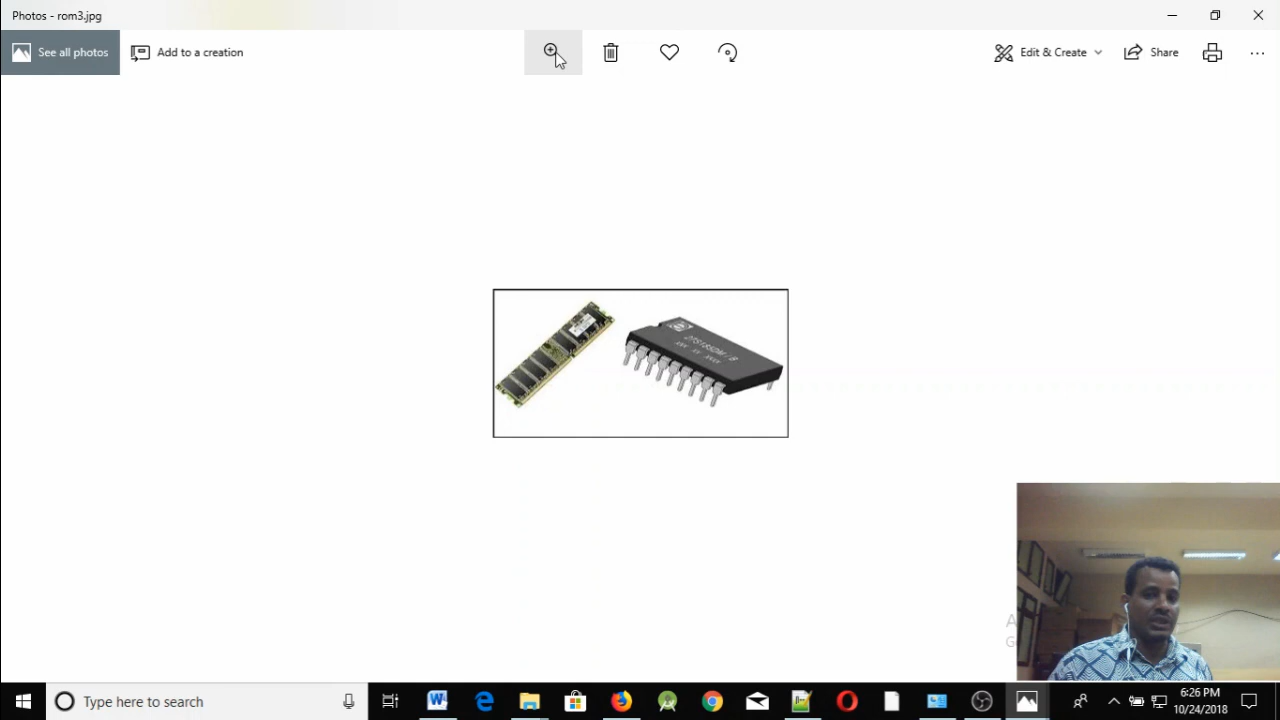 Photos - rom3.jpg
See all photos
Add to a creation
Edit & Create
Share
Type here to search
6:26 PM
10/24/2018